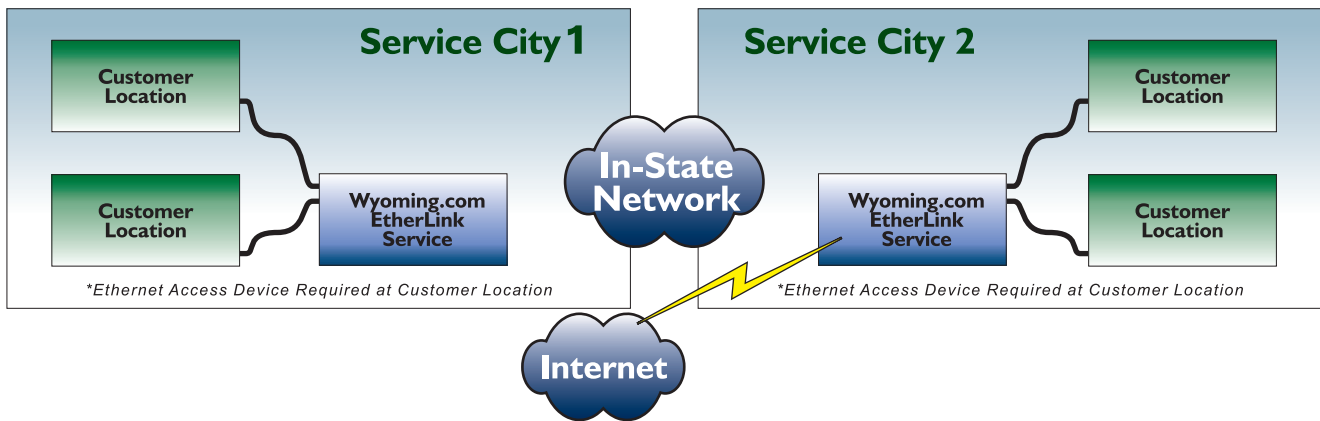 Service City 1
Customer
Location
Customer
Location
Wyoming.com
EtherLink
Service
*Ethernet Access Device Required at Customer Location
In-State
Network
Service City 2
Customer
Location
Wyoming.com
EtherLink
Service
Customer
Location
*Ethernet Access Device Required at Customer Location
Internet